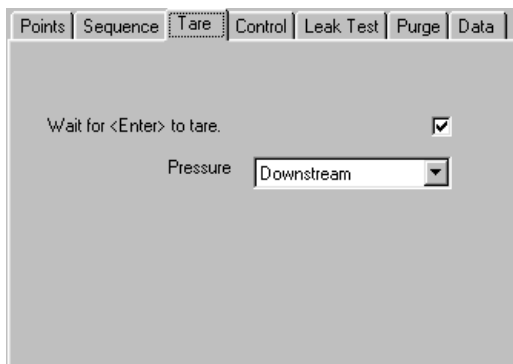 Points Sequence Tare Control Leak Test Purge Data
Wait for <Enter> to tare.
Pressure Downstream